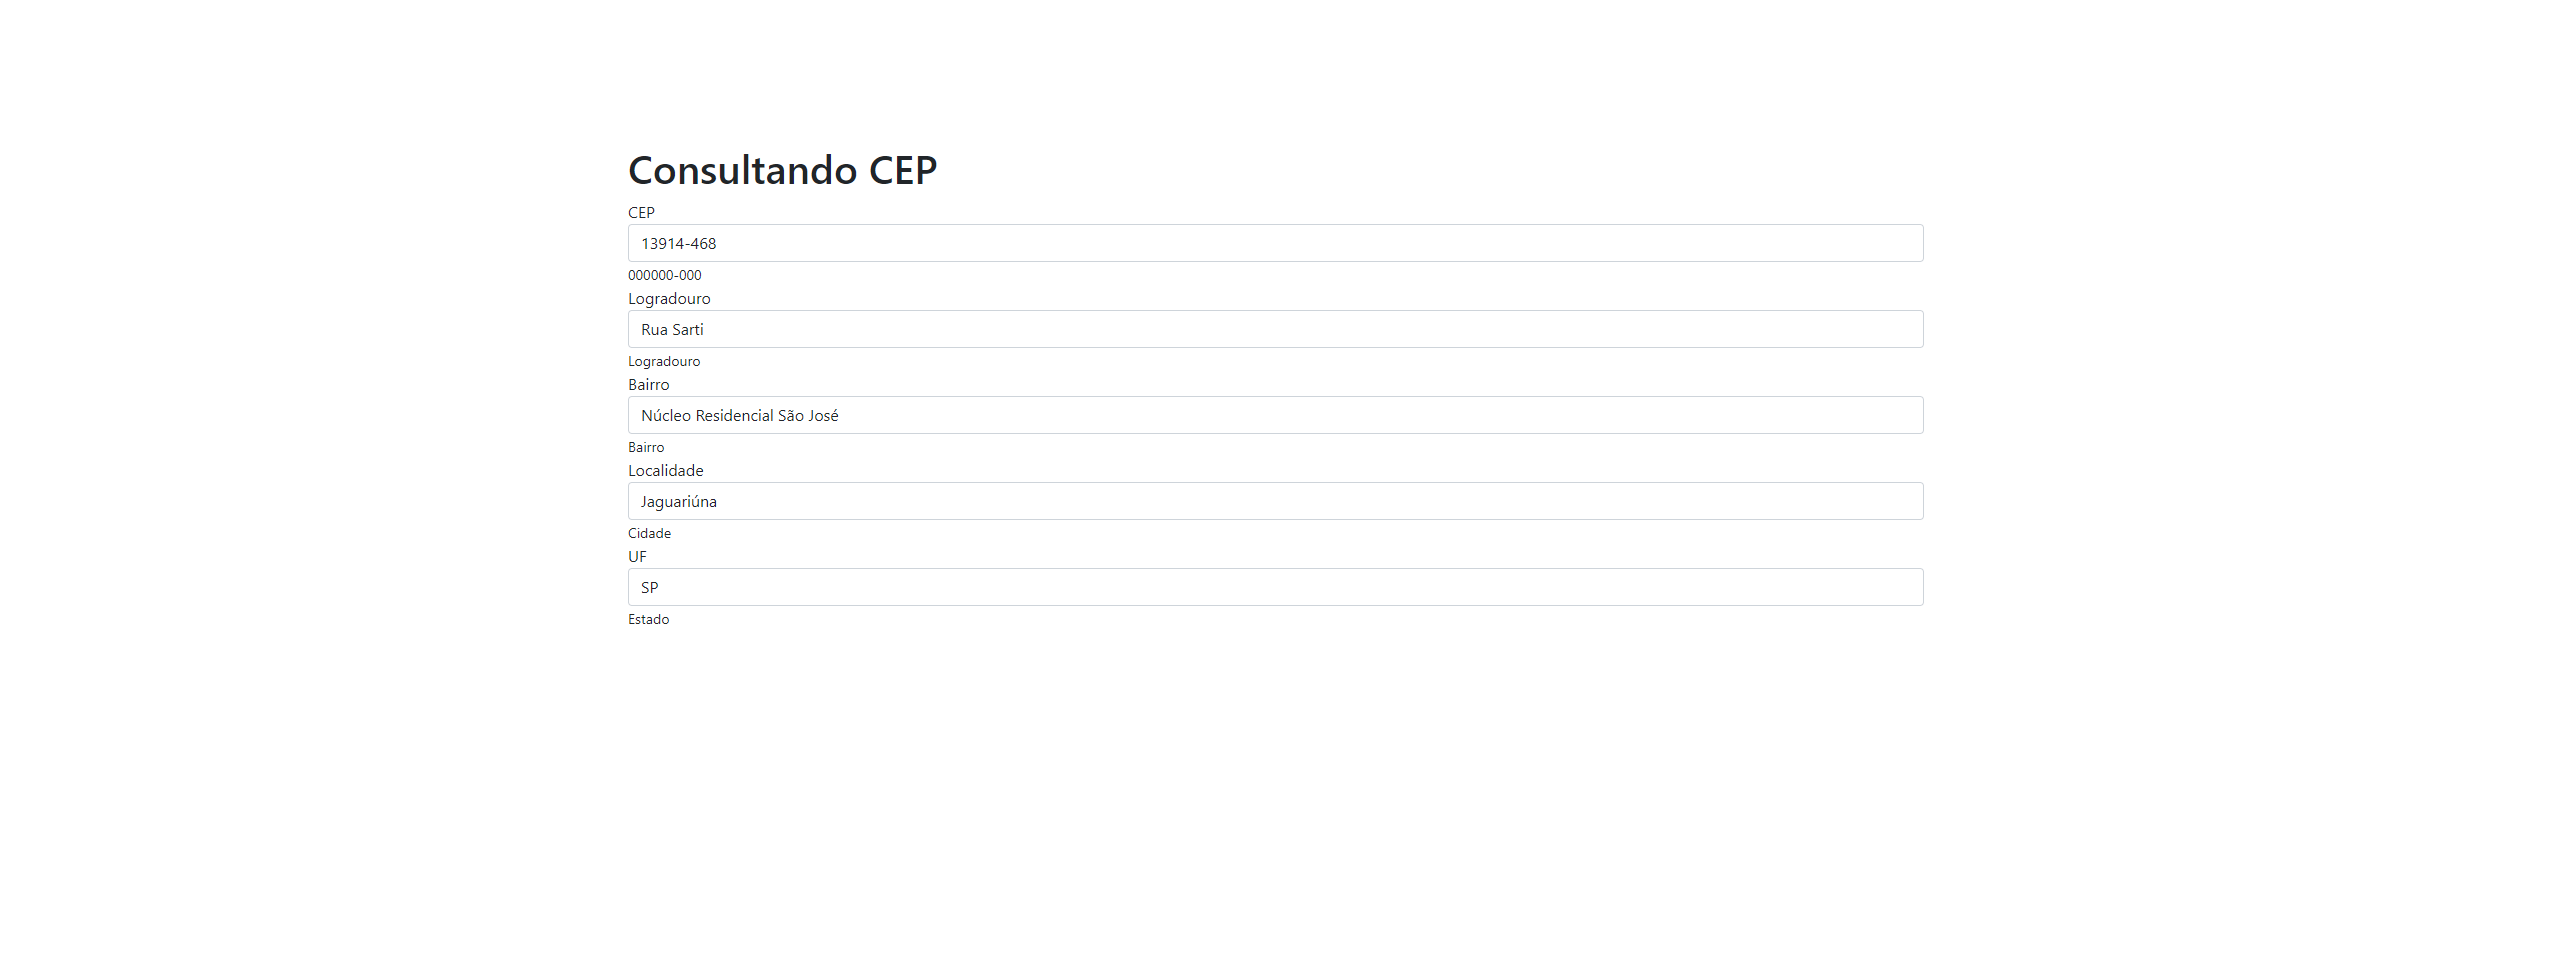 Consultando CEP
CEP
13914-468
000000-000
Logradouro
Rua Sarti
Logradouro
Bairro
Núcleo Residencial São José
Bairro
Localidade
Jaguariúna
Cidade
UF
SP
Estado